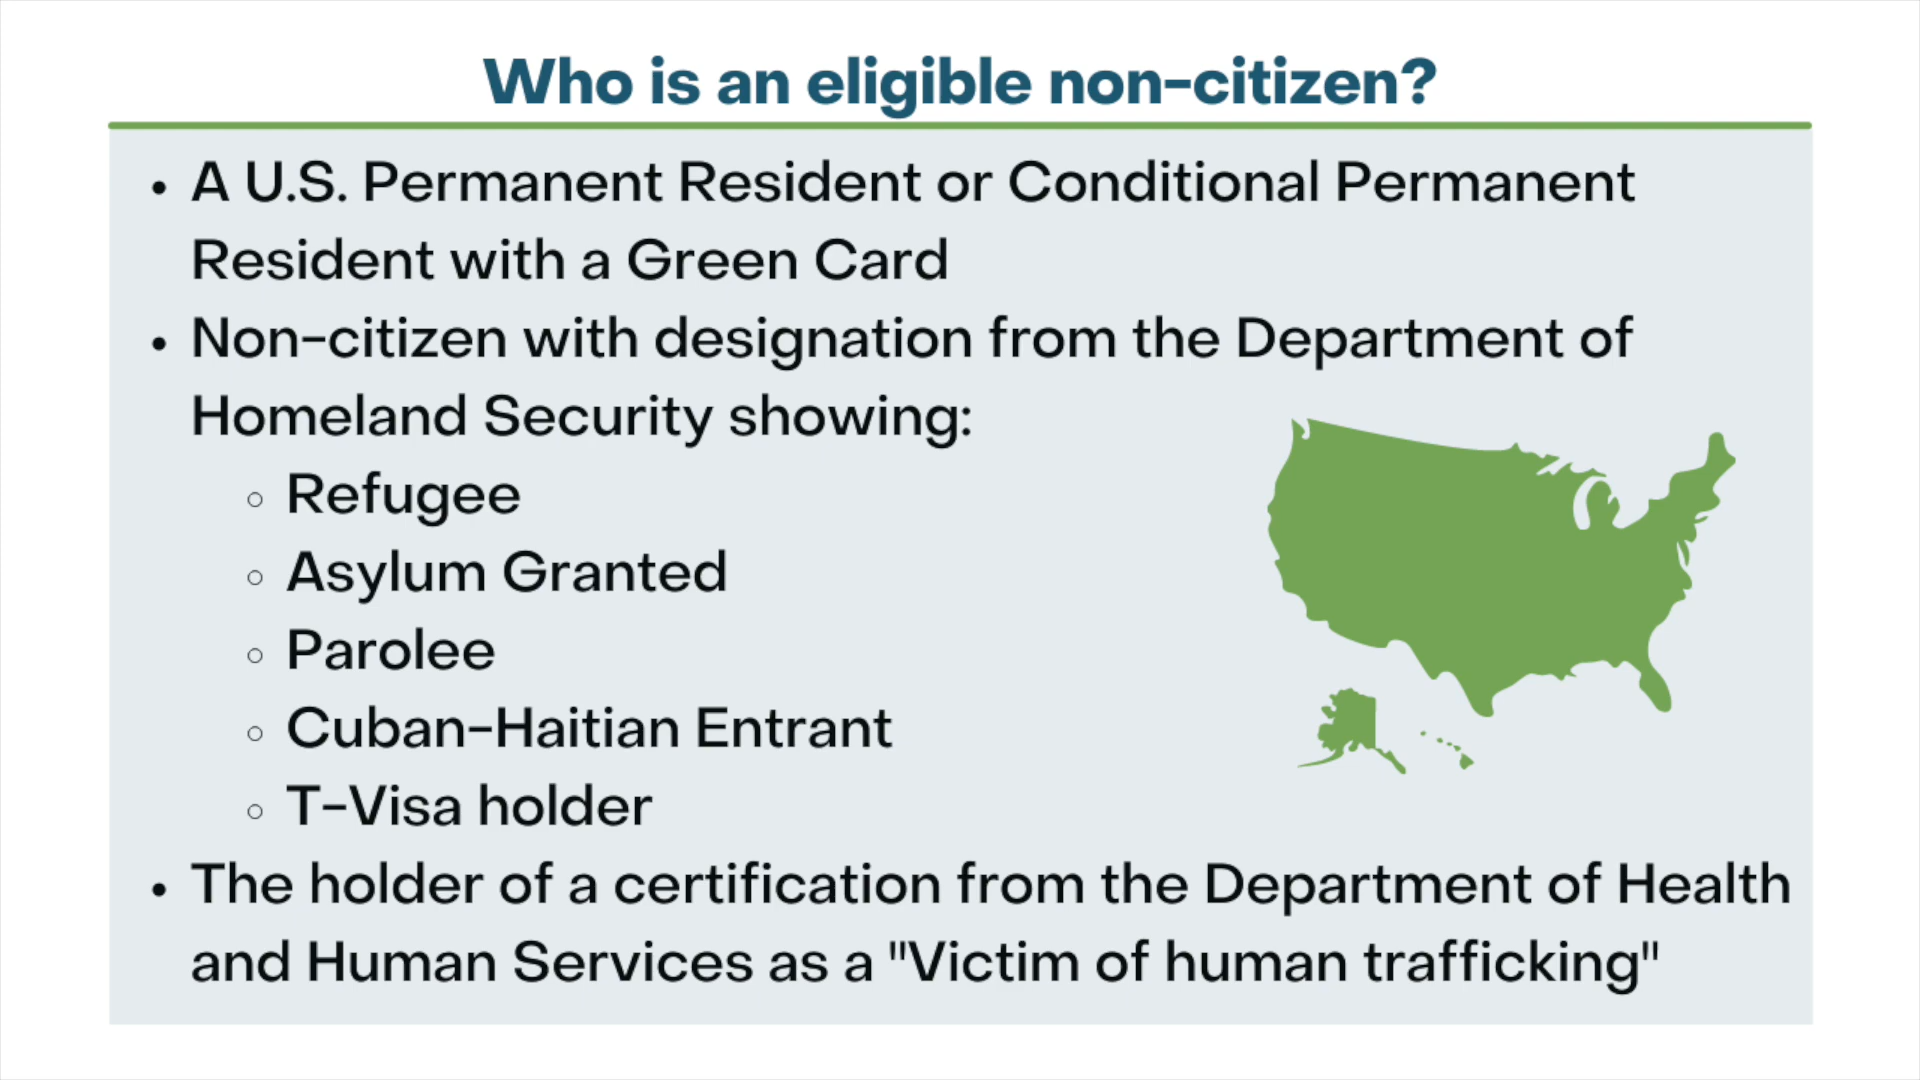 Who is an eligible non-citizen?
• A U.S. Permanent Resident or Conditional Permanent
Resident with a Green Card
• Non-citizen with designation from the Department of
Homeland Security showing:
○ Refugee
○ Asylum Granted
○ Parolee
○ Cuban-Haitian Entrant
○ T-Visa holder
• The holder of a certification from the Department of Health
and Human Services as a "Victim of human trafficking"